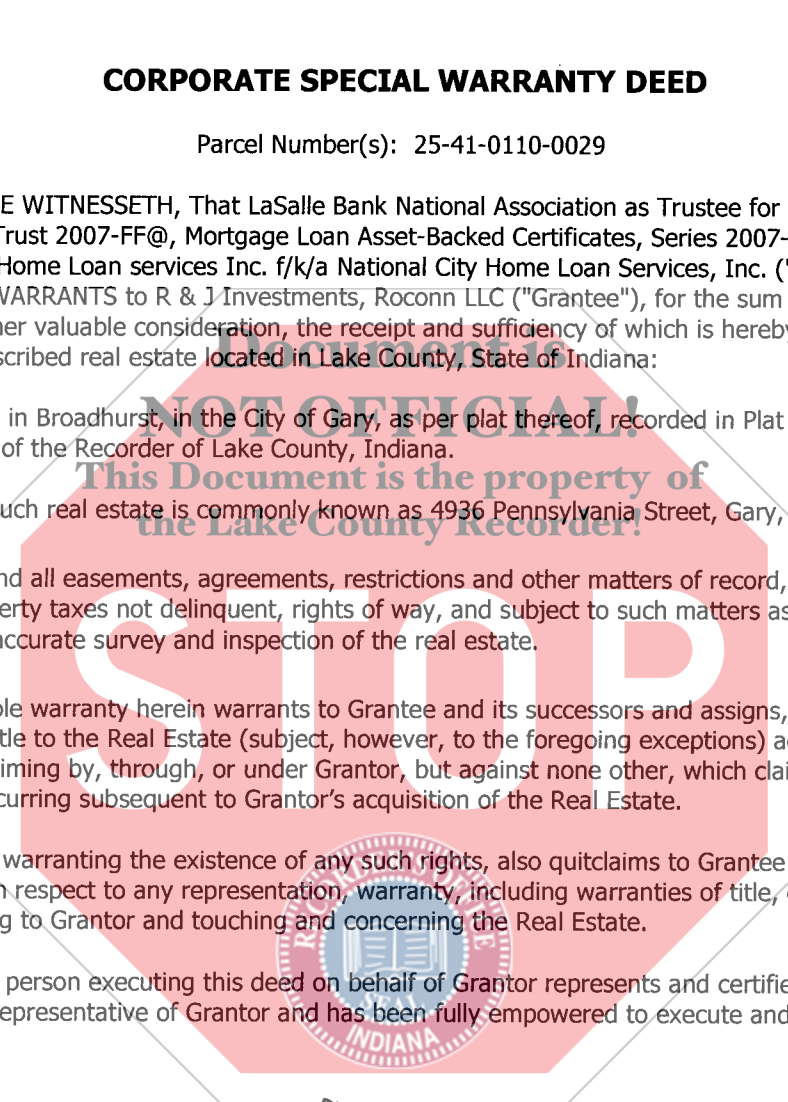 CORPORATE SPECIAL WARRANTY DEED
Parcel Number(s): 25-41-0110-0029
E WITNESSETH, That LaSalle Bank National Association as Trustee for
Trust 2007-FF@, Mortgage Loan Asset-Backed Certificates, Series 2007-
Home Loan services Inc. f/k/a National City Home Loan Services, Inc. ("
WARRANTS to R & J Investments, Roconn LLC ("Grantee"), for the sum
her valuable consideration, the receipt and sufficiency of which is hereby
scribed real estate located in Lake County, State of Indiana:
Document is
NOT OFFICIAL!
in Broadhurst, in the City of Gary, as per plat thereof, recorded in Plat
of the Recorder of Lake County, Indiana.
This Document is the property of
the Lake County Recorder!
uch real estate is commonly known as 4936 Pennsylvania Street, Gary,
nd all easements, agreements, restrictions and other matters of record,
erty taxes not delinquent, rights of way, and subject to such matters as
accurate survey and inspection of the real estate.
STOP
ole warranty herein warrants to Grantee and its successors and assigns,
tle to the Real Estate (subject, however, to the foregoing exceptions) a
iming by, through, or under Grantor, but against none other, which clai
curring subsequent to Grantor's acquisition of the Real Estate.
warranting the existence of any such rights, also quitclaims to Grantee
n respect to any representation, warranty, including warranties of title,
g to Grantor and touching and concerning the Real Estate.
person executing this deed on behalf of Grantor represents and certifie
epresentative of Grantor and has been fully empowered to execute and
SEAL
INDIANA